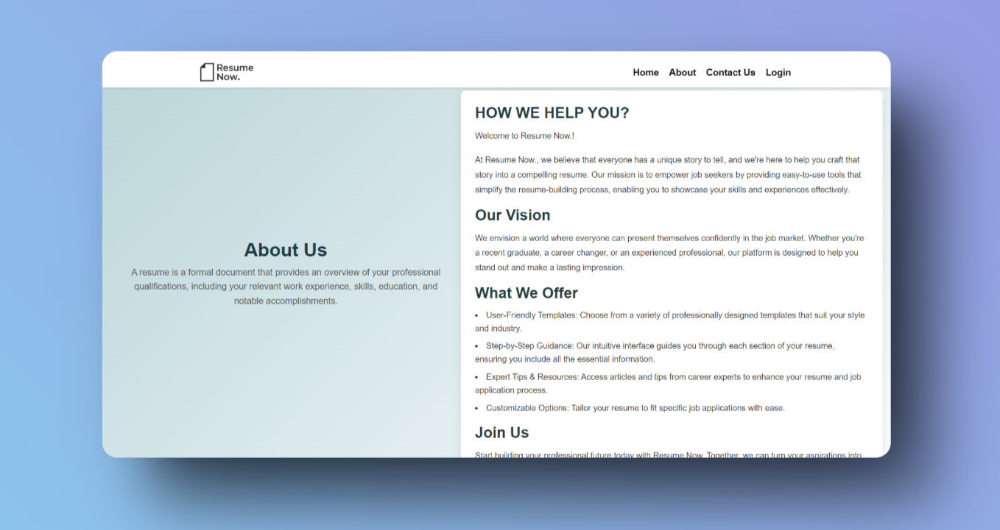 Resume
Now.
Home About Contact Us Login
About Us
A resume is a formal document that provides an overview of your professional
qualifications, including your relevant work experience, skills, education, and
notable accomplishments.
HOW WE HELP YOU?
Welcome to Resume Now.!
At Resume Now., we believe that everyone has a unique story to tell, and we're here to help you craft that
story into a compelling resume. Our mission is to empower job seekers by providing easy-to-use tools that
simplify the resume-building process, enabling you to showcase your skills and experiences effectively.
Our Vision
We envision a world where everyone can present themselves confidently in the job market. Whether you're
a recent graduate, a career changer, or an experienced professional, our platform is designed to help you
stand out and make a lasting impression.
What We Offer
• User-Friendly Templates: Choose from a variety of professionally designed templates that suit your style
and industry.
• Step-by-Step Guidance: Our intuitive interface guides you through each section of your resume,
ensuring you include all the essential information.
• Expert Tips & Resources: Access articles and tips from career experts to enhance your resume and job
application process.
• Customizable Options: Tailor your resume to fit specific job applications with ease.
Join Us
Start building your professional future today with Resume Now. Together, we can turn your aspirations into